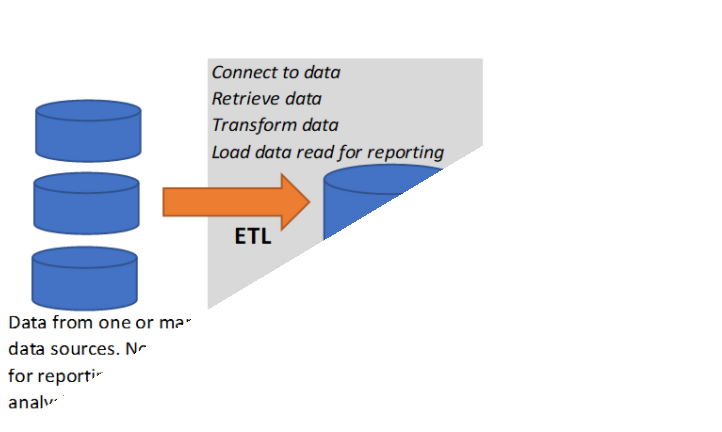 Connect to data
Retrieve data
Transform data
Load data read for reporting
ETL
Data from one or
data sources.
for